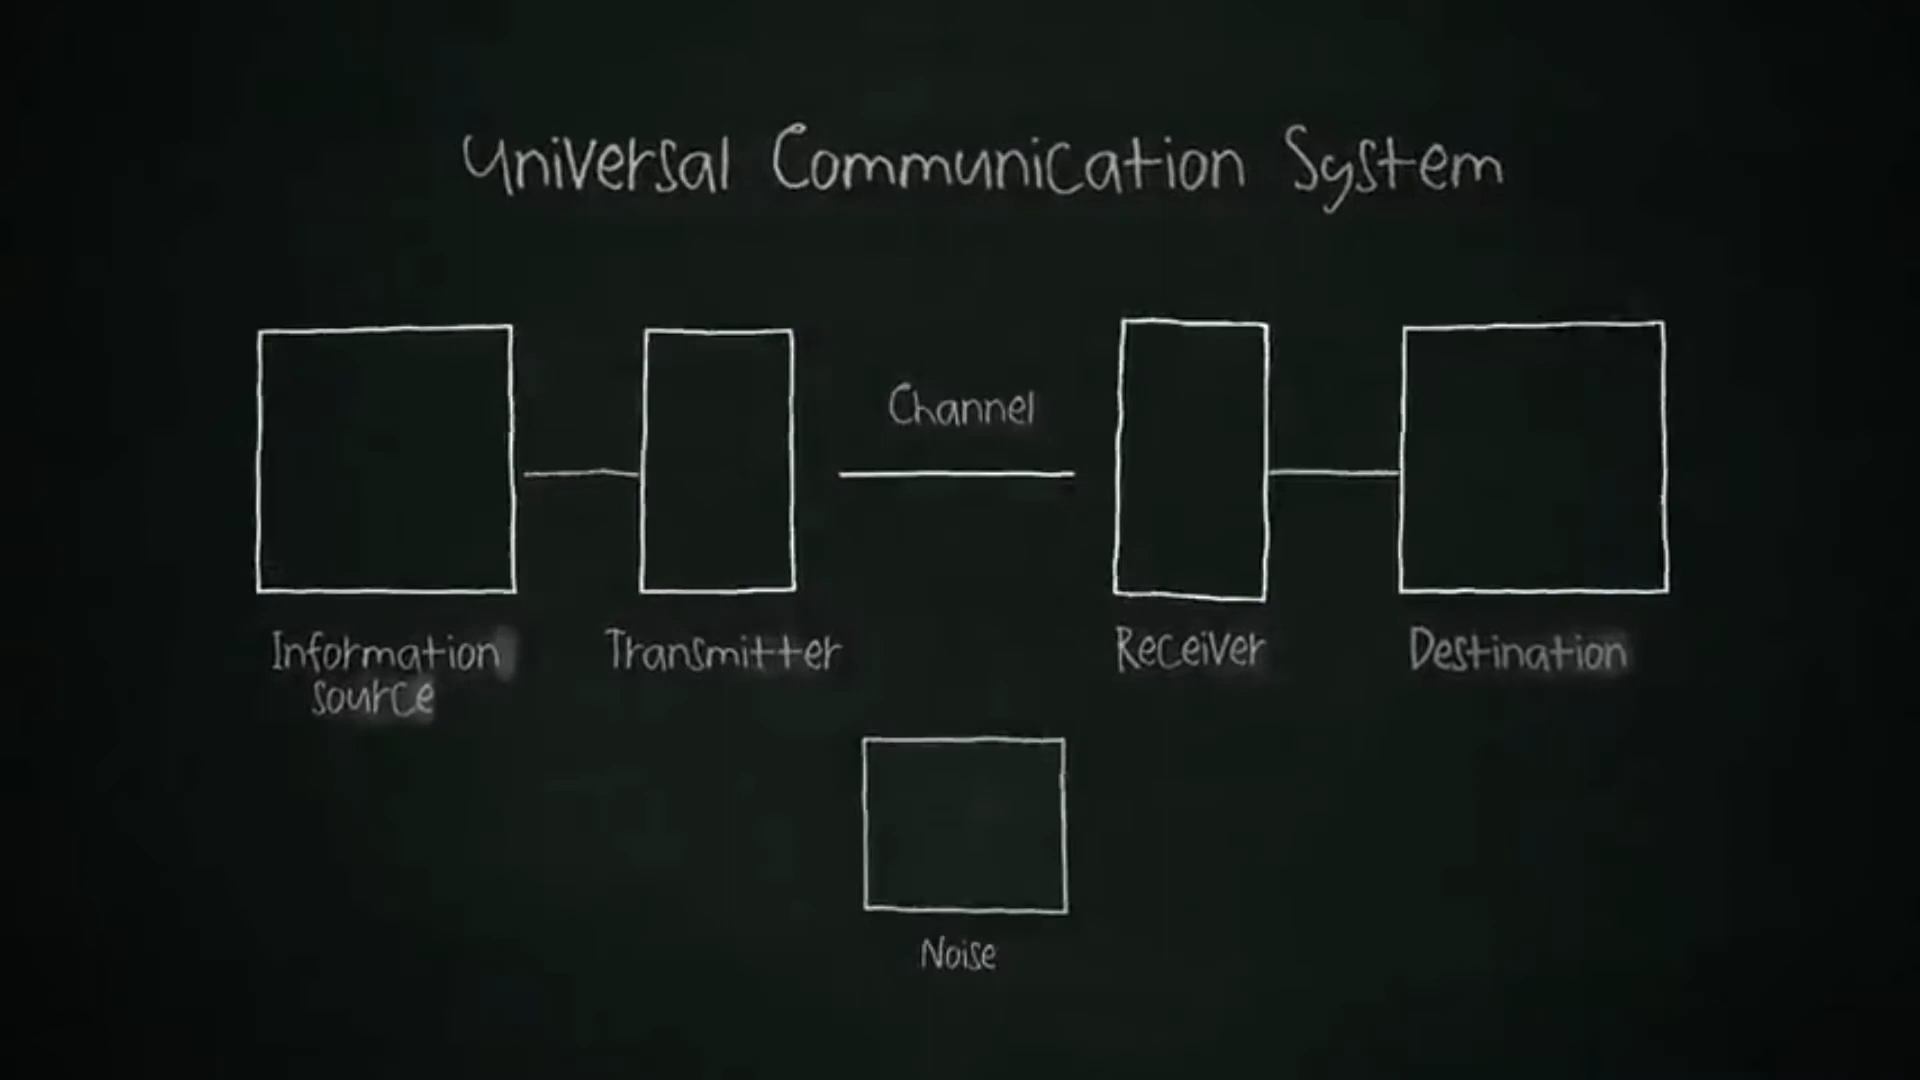 Universal Communication System
Channel
Information
source
Transmitter
Receiver
Destination
Noise